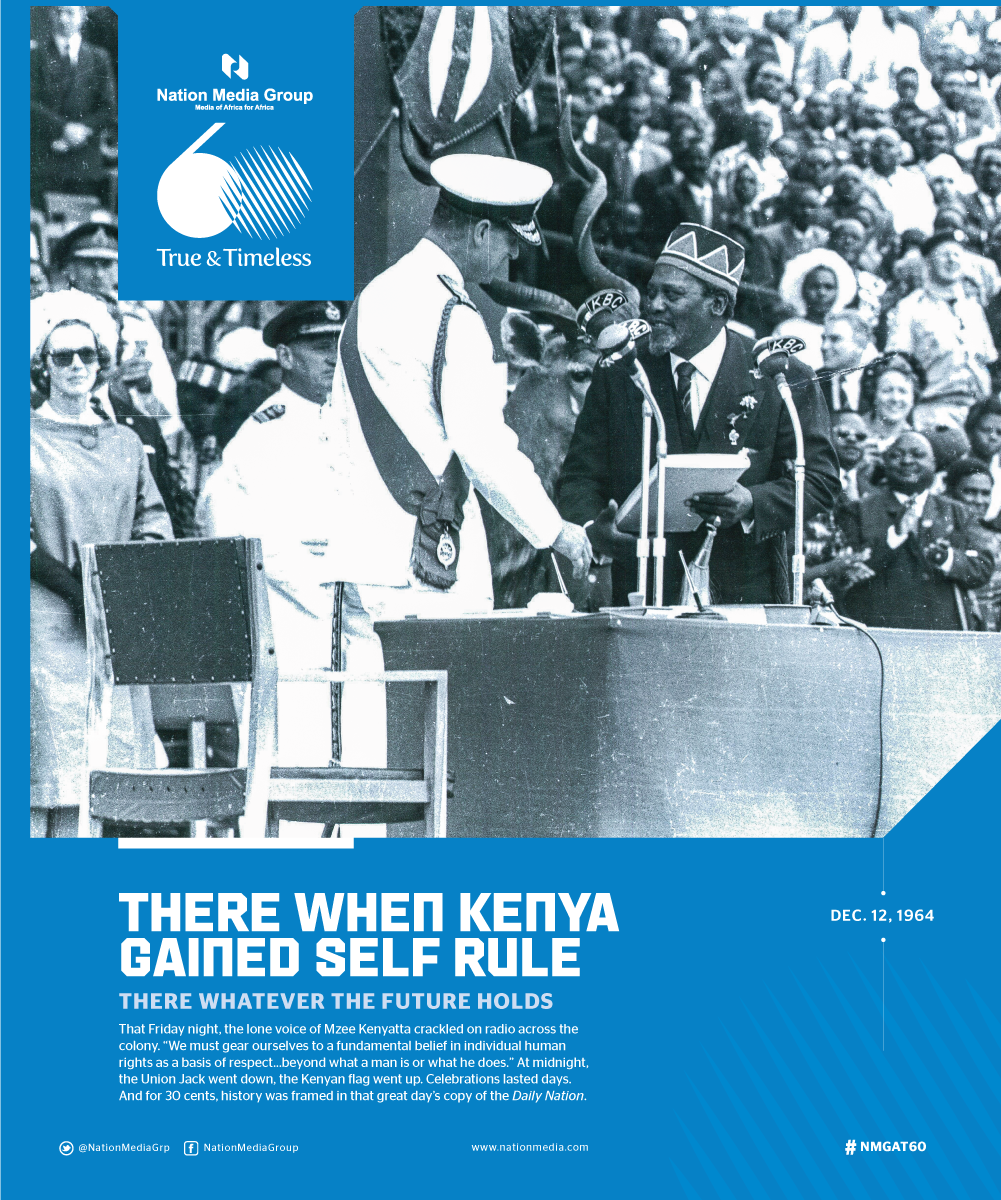 Nation Media Group
Media of Africa for Africa
60
True & Timeless
KBC
KBC
KBC
THERE WHEN KENYA
GAINED SELF RULE
THERE WHATEVER THE FUTURE HOLDS
That Friday night, the lone voice of Mzee Kenyatta crackled on radio across the
colony. “We must gear ourselves to a fundamental belief in individual human
rights as a basis of respect...beyond what a man is or what he does.” At midnight,
the Union Jack went down, the Kenyan flag went up. Celebrations lasted days.
And for 30 cents, history was framed in that great day’s copy of the Daily Nation.
DEC. 12, 1964
@NationMediaGrp
NationMediaGroup
www.nationmedia.com
# NMGAT60